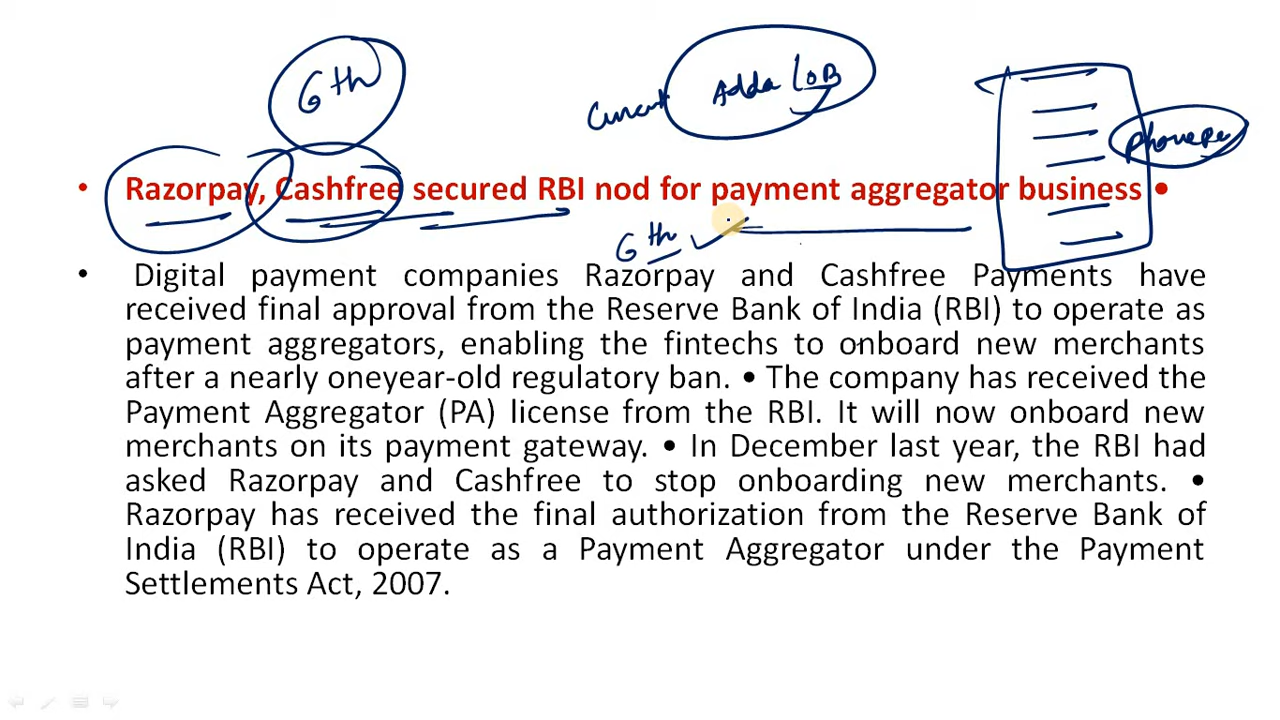 6th
Current Adda 108
PhonePe
• Razorpay, Cashfree secured RBI nod for payment aggregator business •
6th
• Digital payment companies Razorpay and Cashfree Payments have
received final approval from the Reserve Bank of India (RBI) to operate as
payment aggregators, enabling the fintechs to onboard new merchants
after a nearly oneyear-old regulatory ban. • The company has received the
Payment Aggregator (PA) license from the RBI. It will now onboard new
merchants on its payment gateway. • In December last year, the RBI had
asked Razorpay and Cashfree to stop onboarding new merchants. •
Razorpay has received the final authorization from the Reserve Bank of
India (RBI) to operate as a Payment Aggregator under the Payment
Settlements Act, 2007.